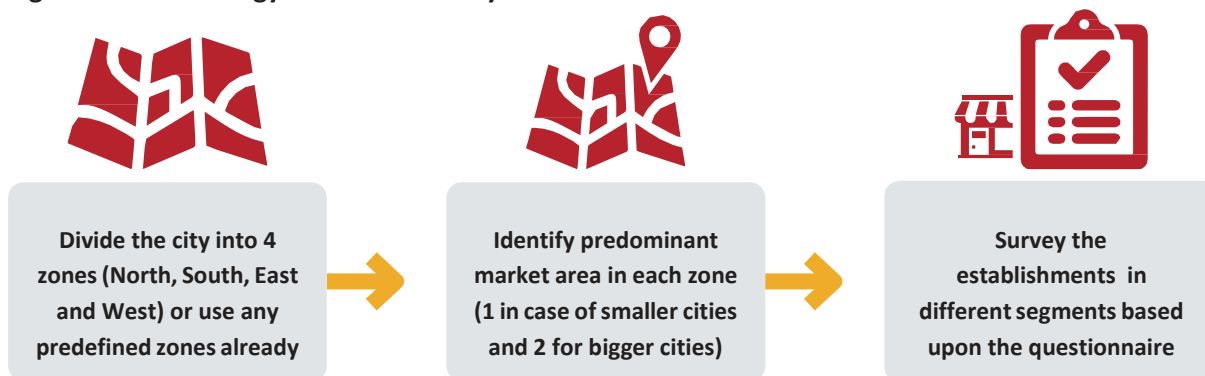 Divide the city into 4
zones (North, South, East
and West) or use any
predefined zones already
Identify predominant
market area in each zone
(1 in case of smaller cities
and 2 for bigger cities)
Survey the
establishments in
different segments based
upon the questionnaire